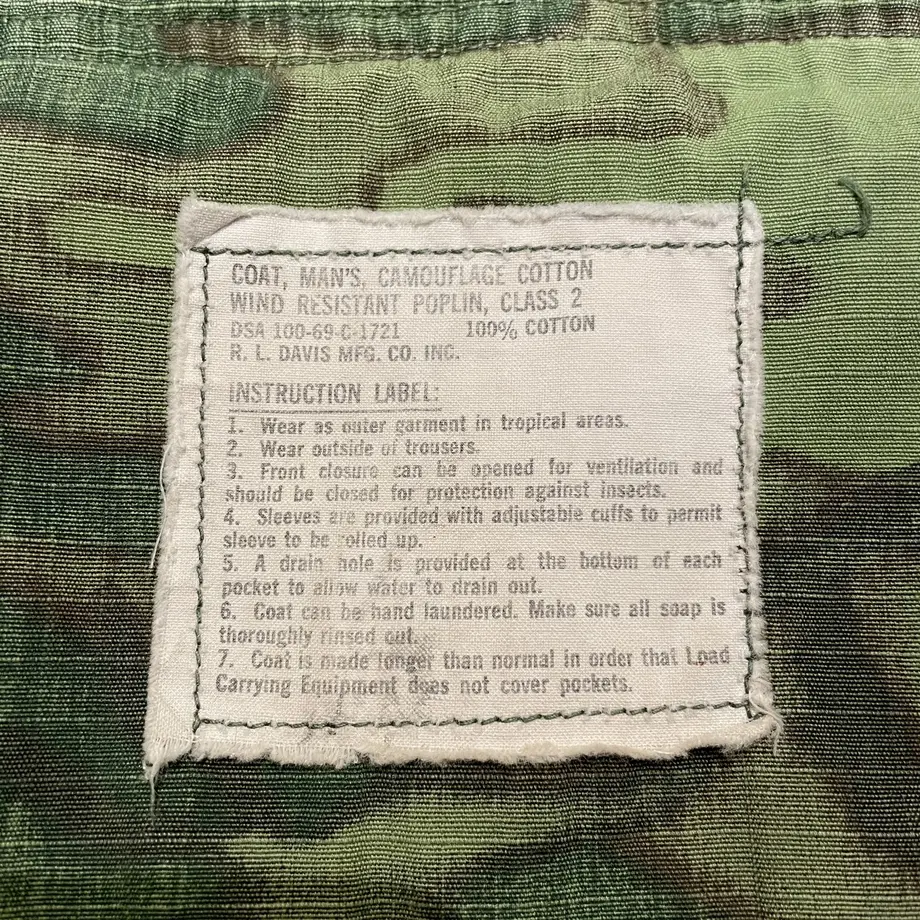 COAT, MAN'S, CAMOUFLAGE COTTON
WIND RESISTANT POPLIN, CLASS 2
DSA 100-69-C-1721 100% COTTON
R. L. DAVIS MFG. CO. INC.
INSTRUCTION LABEL:
1. Wear as outer garment in tropical areas.
2. Wear outside of trousers.
3. Front closure can be opened for ventilation and
should be closed for protection against insects.
4. Sleeves are provided with adjustable cuffs to permit
sleeve to be rolled up.
5. A drain hole is provided at the bottom of each
pocket to allow water to drain out.
6. Coat can be hand laundered. Make sure all soap is
thoroughly rinsed out.
7. Coat is made longer than normal in order that Load
Carrying Equipment does not cover pockets.